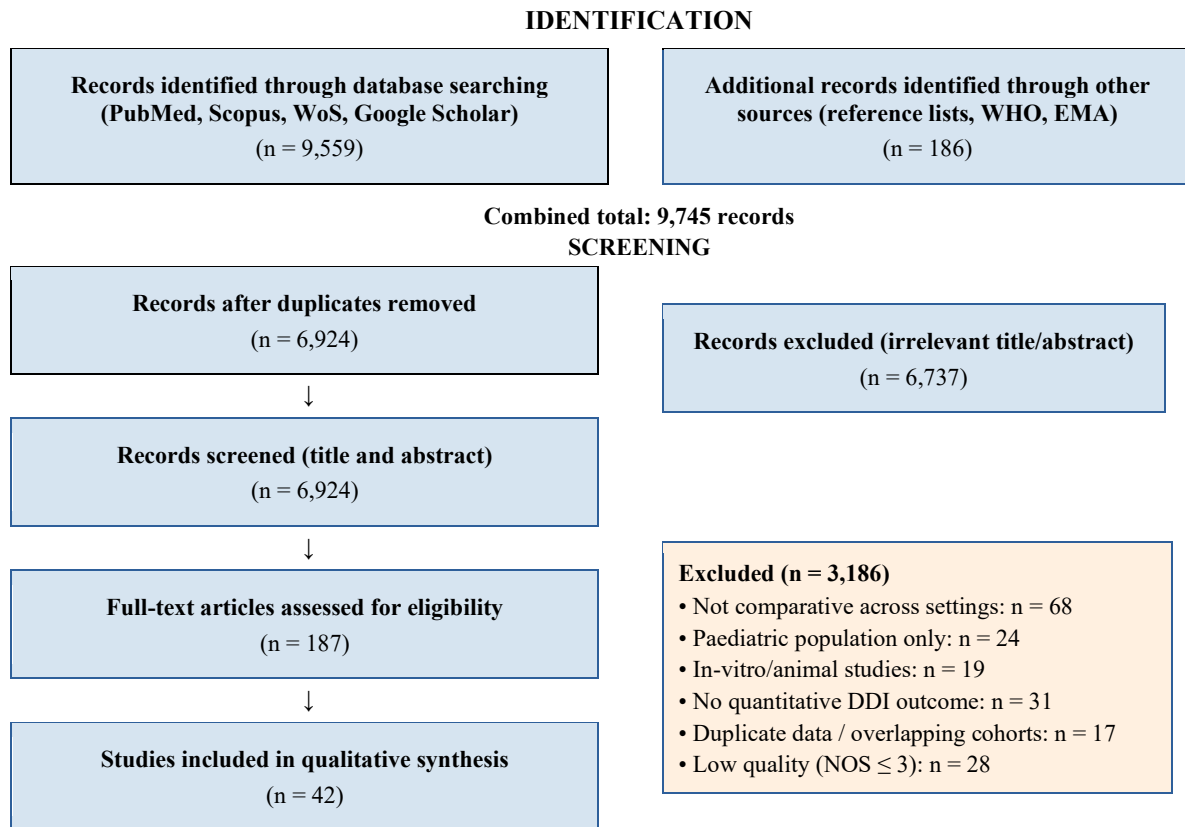 IDENTIFICATION
Records identified through database searching
(PubMed, Scopus, WoS, Google Scholar)
(n = 9,559)
Additional records identified through other
sources (reference lists, WHO, EMA)
(n = 186)
Combined total: 9,745 records
SCREENING
Records after duplicates removed
(n = 6,924)
Records excluded (irrelevant title/abstract)
(n = 6,737)
↓
Records screened (title and abstract)
(n = 6,924)
↓
Full-text articles assessed for eligibility
(n = 187)
Excluded (n = 3,186)
• Not comparative across settings: n = 68
• Paediatric population only: n = 24
• In-vitro/animal studies: n = 19
• No quantitative DDI outcome: n = 31
• Duplicate data / overlapping cohorts: n = 17
• Low quality (NOS ≤ 3): n = 28
↓
Studies included in qualitative synthesis
(n = 42)